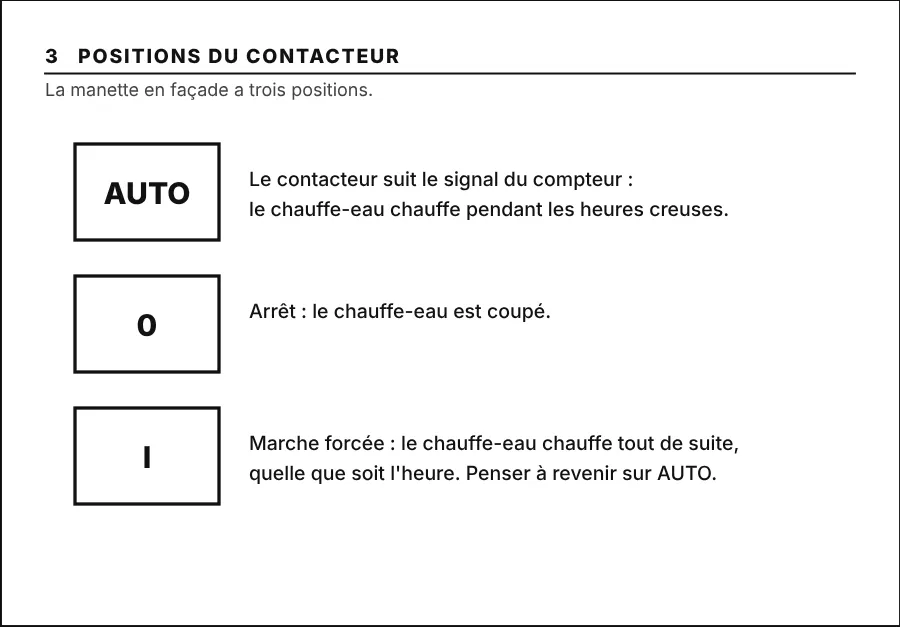 3 POSITIONS DU CONTACTEUR
La manette en façade a trois positions.
AUTO
Le contacteur suit le signal du compteur :
le chauffe-eau chauffe pendant les heures creuses.
0
Arrêt : le chauffe-eau est coupé.
I
Marche forcée : le chauffe-eau chauffe tout de suite,
quelle que soit l'heure. Penser à revenir sur AUTO.